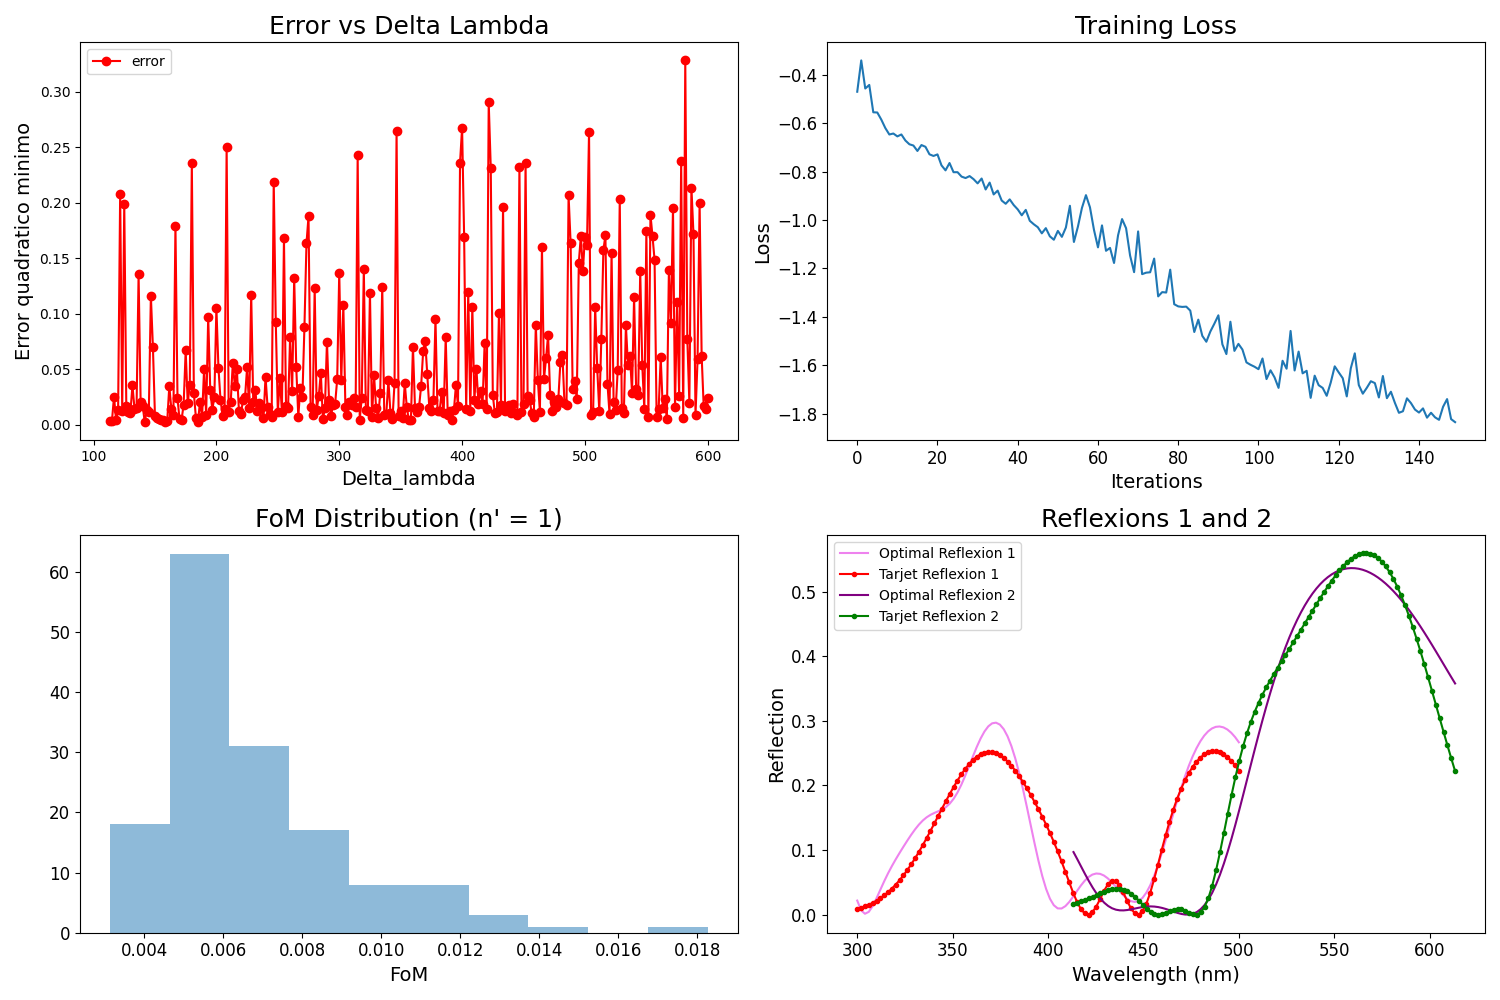 Error vs Delta Lambda
error
Error quadratico minimo
0.30
0.25
0.20
0.15
0.10
0.05
0.00
100 200 300 400 500 600
Delta_lambda
Training Loss
Loss
−0.4
−0.6
−0.8
−1.0
−1.2
−1.4
−1.6
−1.8
0 20 40 60 80 100 120 140
Iterations
FoM Distribution (n' = 1)
60
50
40
30
20
10
0
0.004 0.006 0.008 0.010 0.012 0.014 0.016 0.018
FoM
Reflexions 1 and 2
Optimal Reflexion 1
Tarjet Reflexion 1
Optimal Reflexion 2
Tarjet Reflexion 2
Reflection
0.5
0.4
0.3
0.2
0.1
0.0
300 350 400 450 500 550 600
Wavelength (nm)